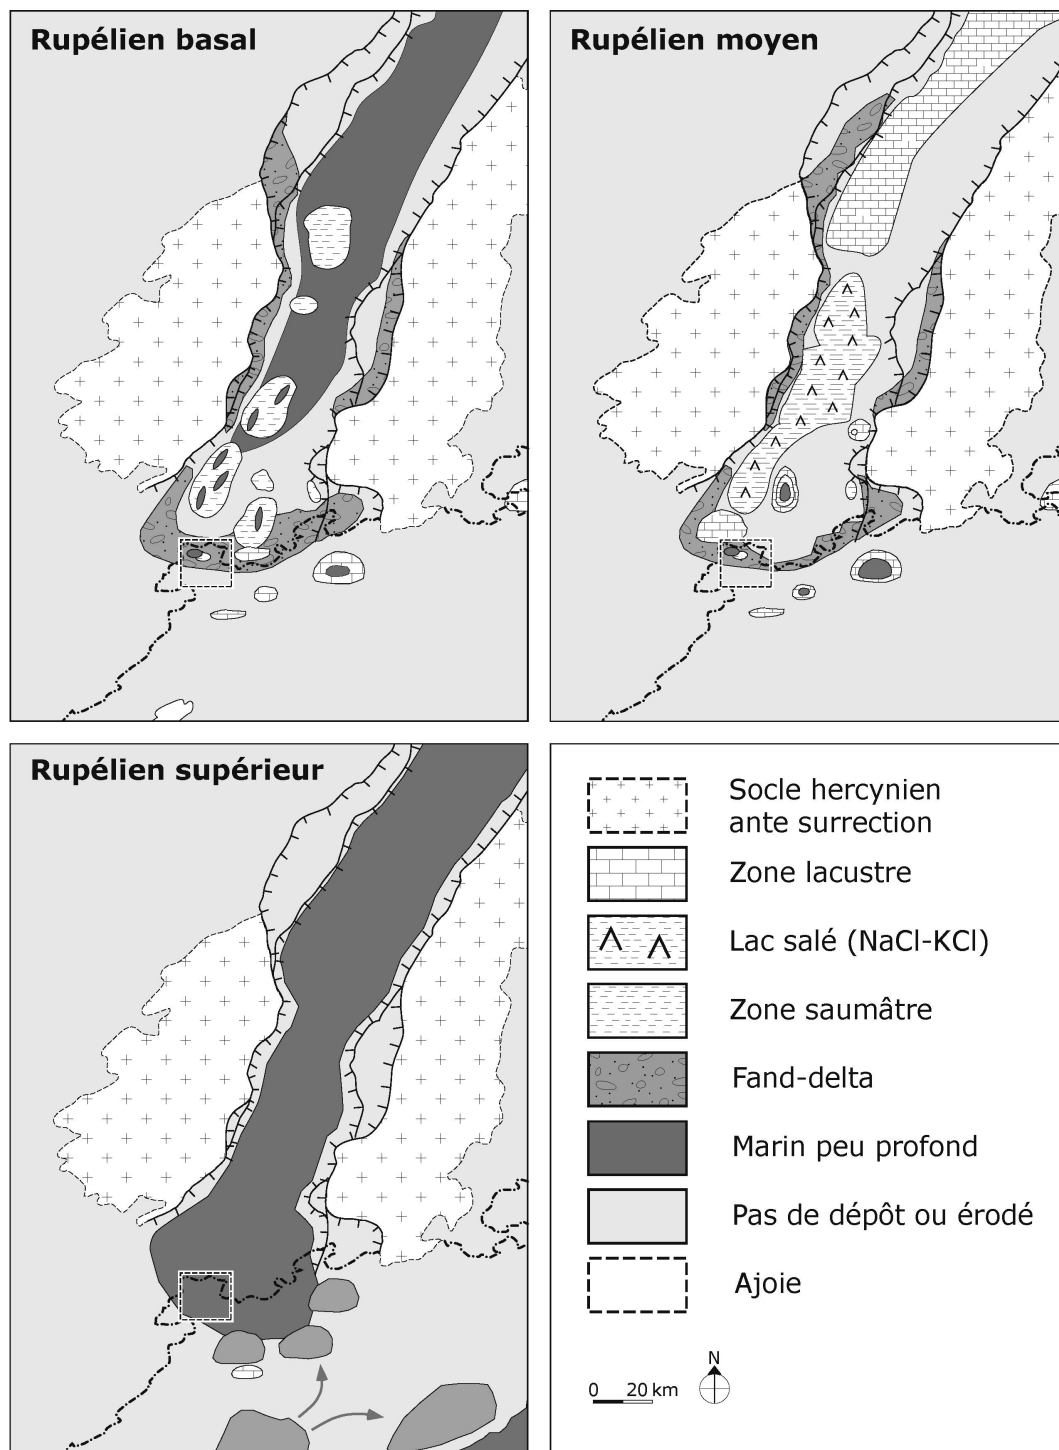 Rupélien basal
Rupélien moyen
Rupélien supérieur
Socle hercynien
ante surrection
Zone lacustre
Lac salé (NaCl-KCl)
Zone saumâtre
Fand-delta
Marin peu profond
Pas de dépôt ou érodé
Ajoie
N
0 20 km